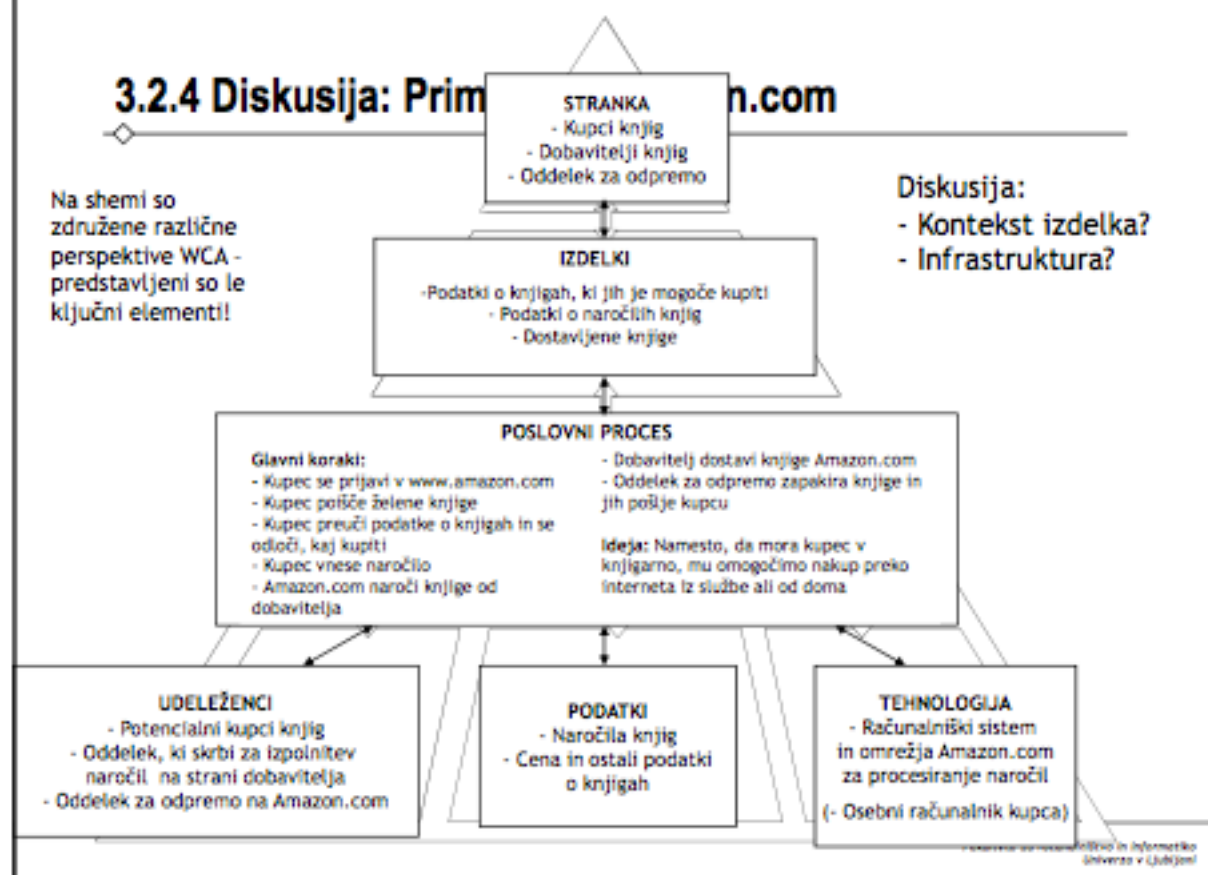 3.2.4 Diskusija: Prim n.com
STRANKA
- Kupci knjig
- Dobavitelji knjig
- Oddelek za odpremo
Na shemi so
združene različne
perspektive WCA -
predstavljeni so le
ključni elementi!
Diskusija:
- Kontekst izdelka?
- Infrastruktura?
IZDELKI
-Podatki o knjigah, ki jih je mogoče kupiti
- Podatki o naročilih knjig
- Dostavljene knjige
POSLOVNI PROCES
Glavni koraki:
- Kupec se prijavi v www.amazon.com
- Kupec poišče želene knjige
- Kupec preuči podatke o knjigah in se
odloči, kaj kupiti
- Kupec vnese naročilo
- Amazon.com naroči knjige od
dobavitelja
- Dobavitelj dostavi knjige Amazon.com
- Oddelek za odpremo zapakira knjige in
jih pošlje kupcu
Ideja: Namesto, da mora kupec v
knjigarno, mu omogočimo nakup preko
interneta iz službe ali od doma
UDELEŽENCI
- Potencialni kupci knjig
- Oddelek, ki skrbi za izpolnitev
naročil na strani dobavitelja
- Oddelek za odpremo na Amazon.com
PODATKI
- Naročila knjig
- Cena in ostali podatki
o knjigah
TEHNOLOGIJA
- Računalniški sistem
in omrežja Amazon.com
za procesiranje naročil
(- Osebni računalnik kupca)
in informatiko
Univerza v Ljubljani